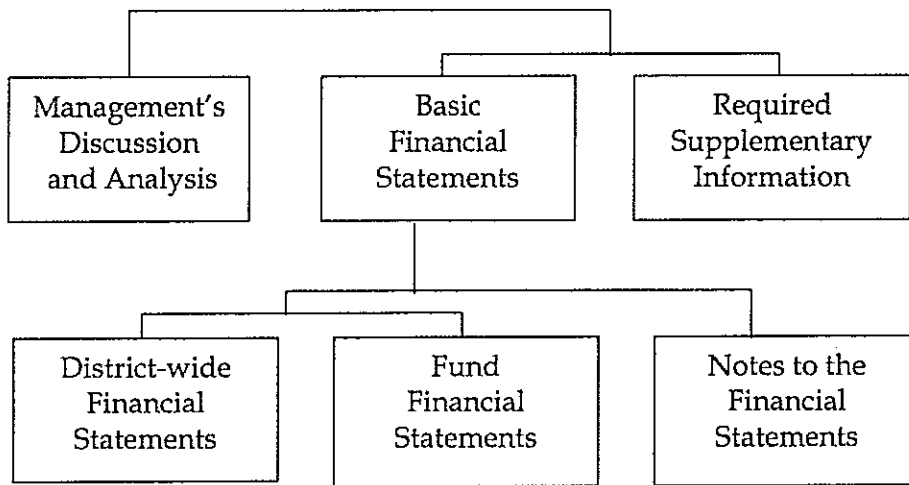 Management's
Discussion
and Analysis
Basic
Financial
Statements
Required
Supplementary
Information
District-wide
Financial
Statements
Fund
Financial
Statements
Notes to the
Financial
Statements